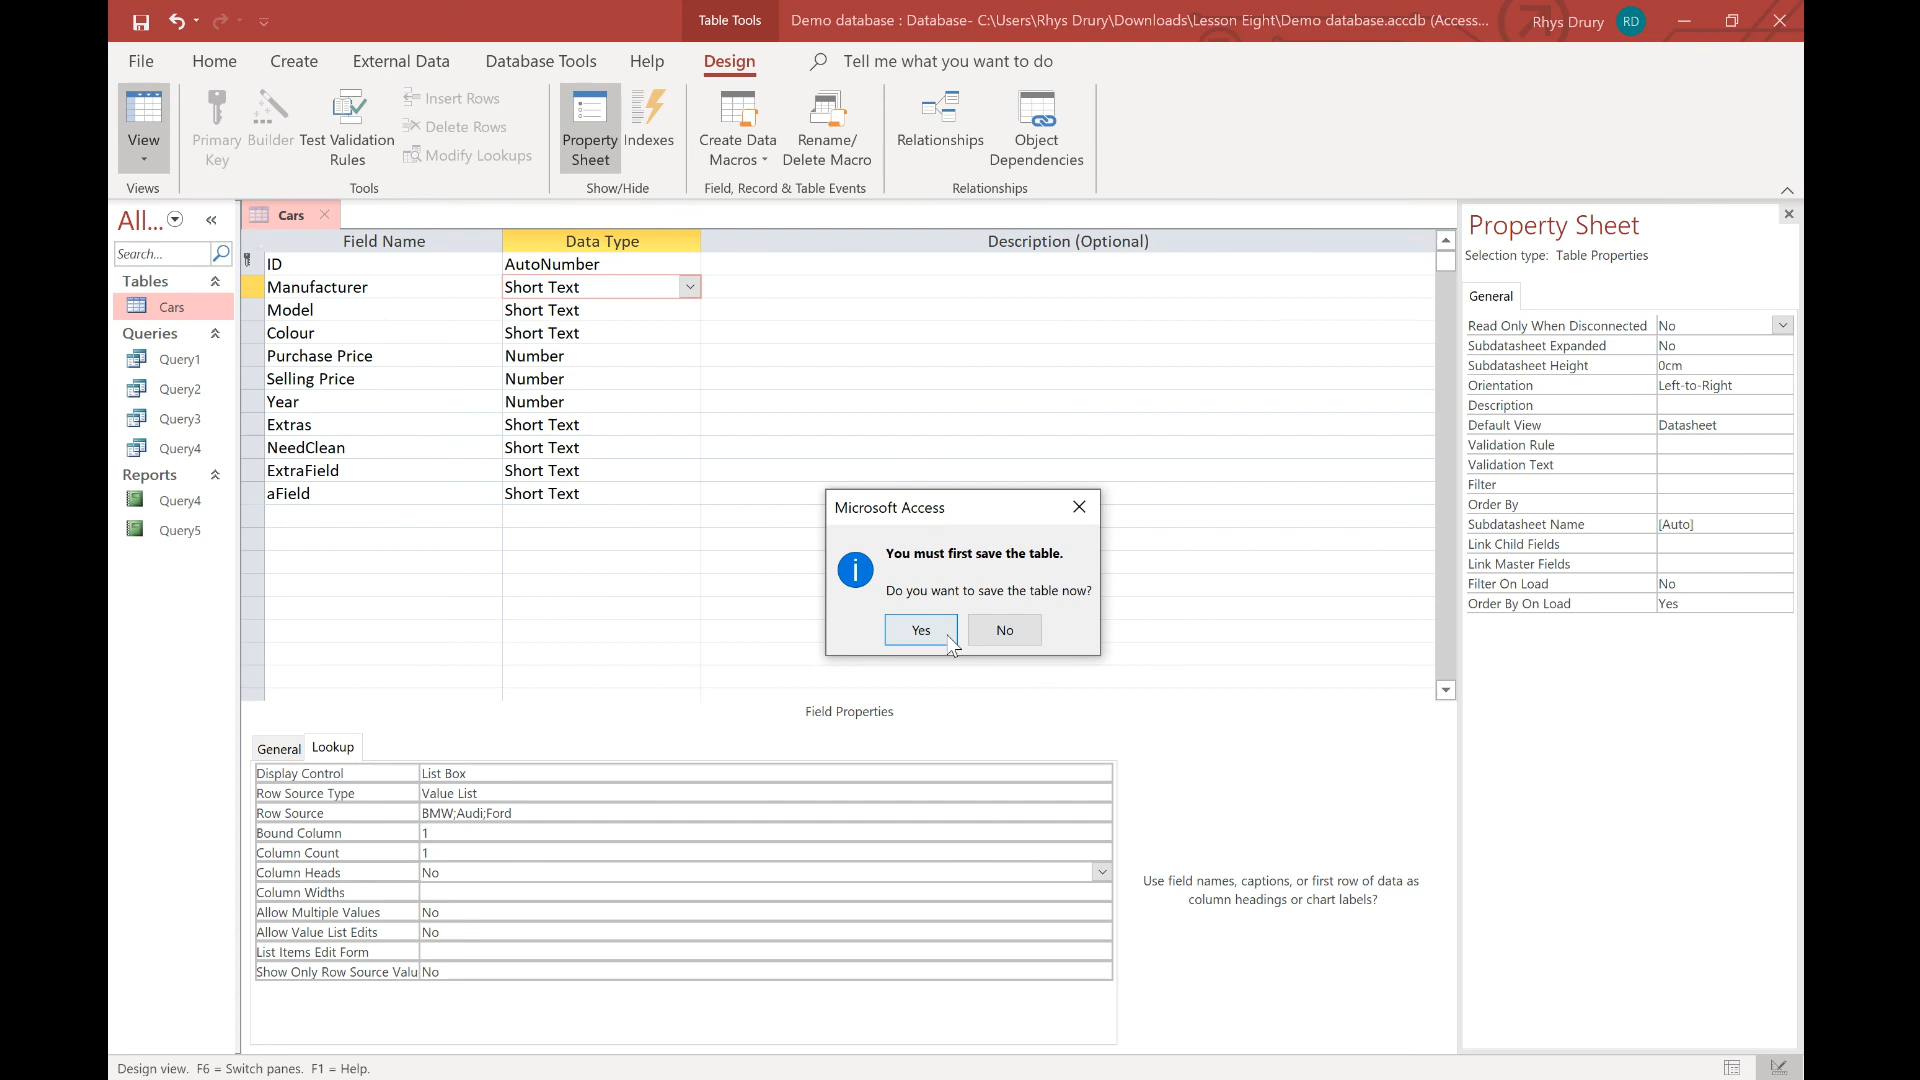 Table Tools
Demo database : Database- C:\Users\Rhys Drury\Downloads\Lesson Eight\Demo database.accdb (Access...
Rhys Drury
RD
File Home Create External Data Database Tools Help Design Tell me what you want to do
View
Primary Key
Builder
Test Validation Rules
Insert Rows
Delete Rows
Modify Lookups
Property Sheet
Indexes
Create Data Macros
Rename/ Delete Macro
Relationships
Object Dependencies
Views
Tools
Show/Hide
Field, Record & Table Events
Relationships
All...
Search...
Tables
Cars
Queries
Query1
Query2
Query3
Query4
Reports
Query4
Query5
Cars
Field Name Data Type Description (Optional)
ID AutoNumber
Manufacturer Short Text
Model Short Text
Colour Short Text
Purchase Price Number
Selling Price Number
Year Number
Extras Short Text
NeedClean Short Text
ExtraField Short Text
aField Short Text
Microsoft Access
You must first save the table.
Do you want to save the table now?
Yes No
Field Properties
General Lookup
Display Control List Box
Row Source Type Value List
Row Source BMW;Audi;Ford
Bound Column 1
Column Count 1
Column Heads No
Column Widths
Allow Multiple Values No
Allow Value List Edits No
List Items Edit Form
Show Only Row Source Valu No
Use field names, captions, or first row of data as
column headings or chart labels?
Property Sheet
Selection type: Table Properties
General
Read Only When Disconnected No
Subdatasheet Expanded No
Subdatasheet Height 0cm
Orientation Left-to-Right
Description
Default View Datasheet
Validation Rule
Validation Text
Filter
Order By
Subdatasheet Name [Auto]
Link Child Fields
Link Master Fields
Filter On Load No
Order By On Load Yes
Design view. F6 = Switch panes. F1 = Help.